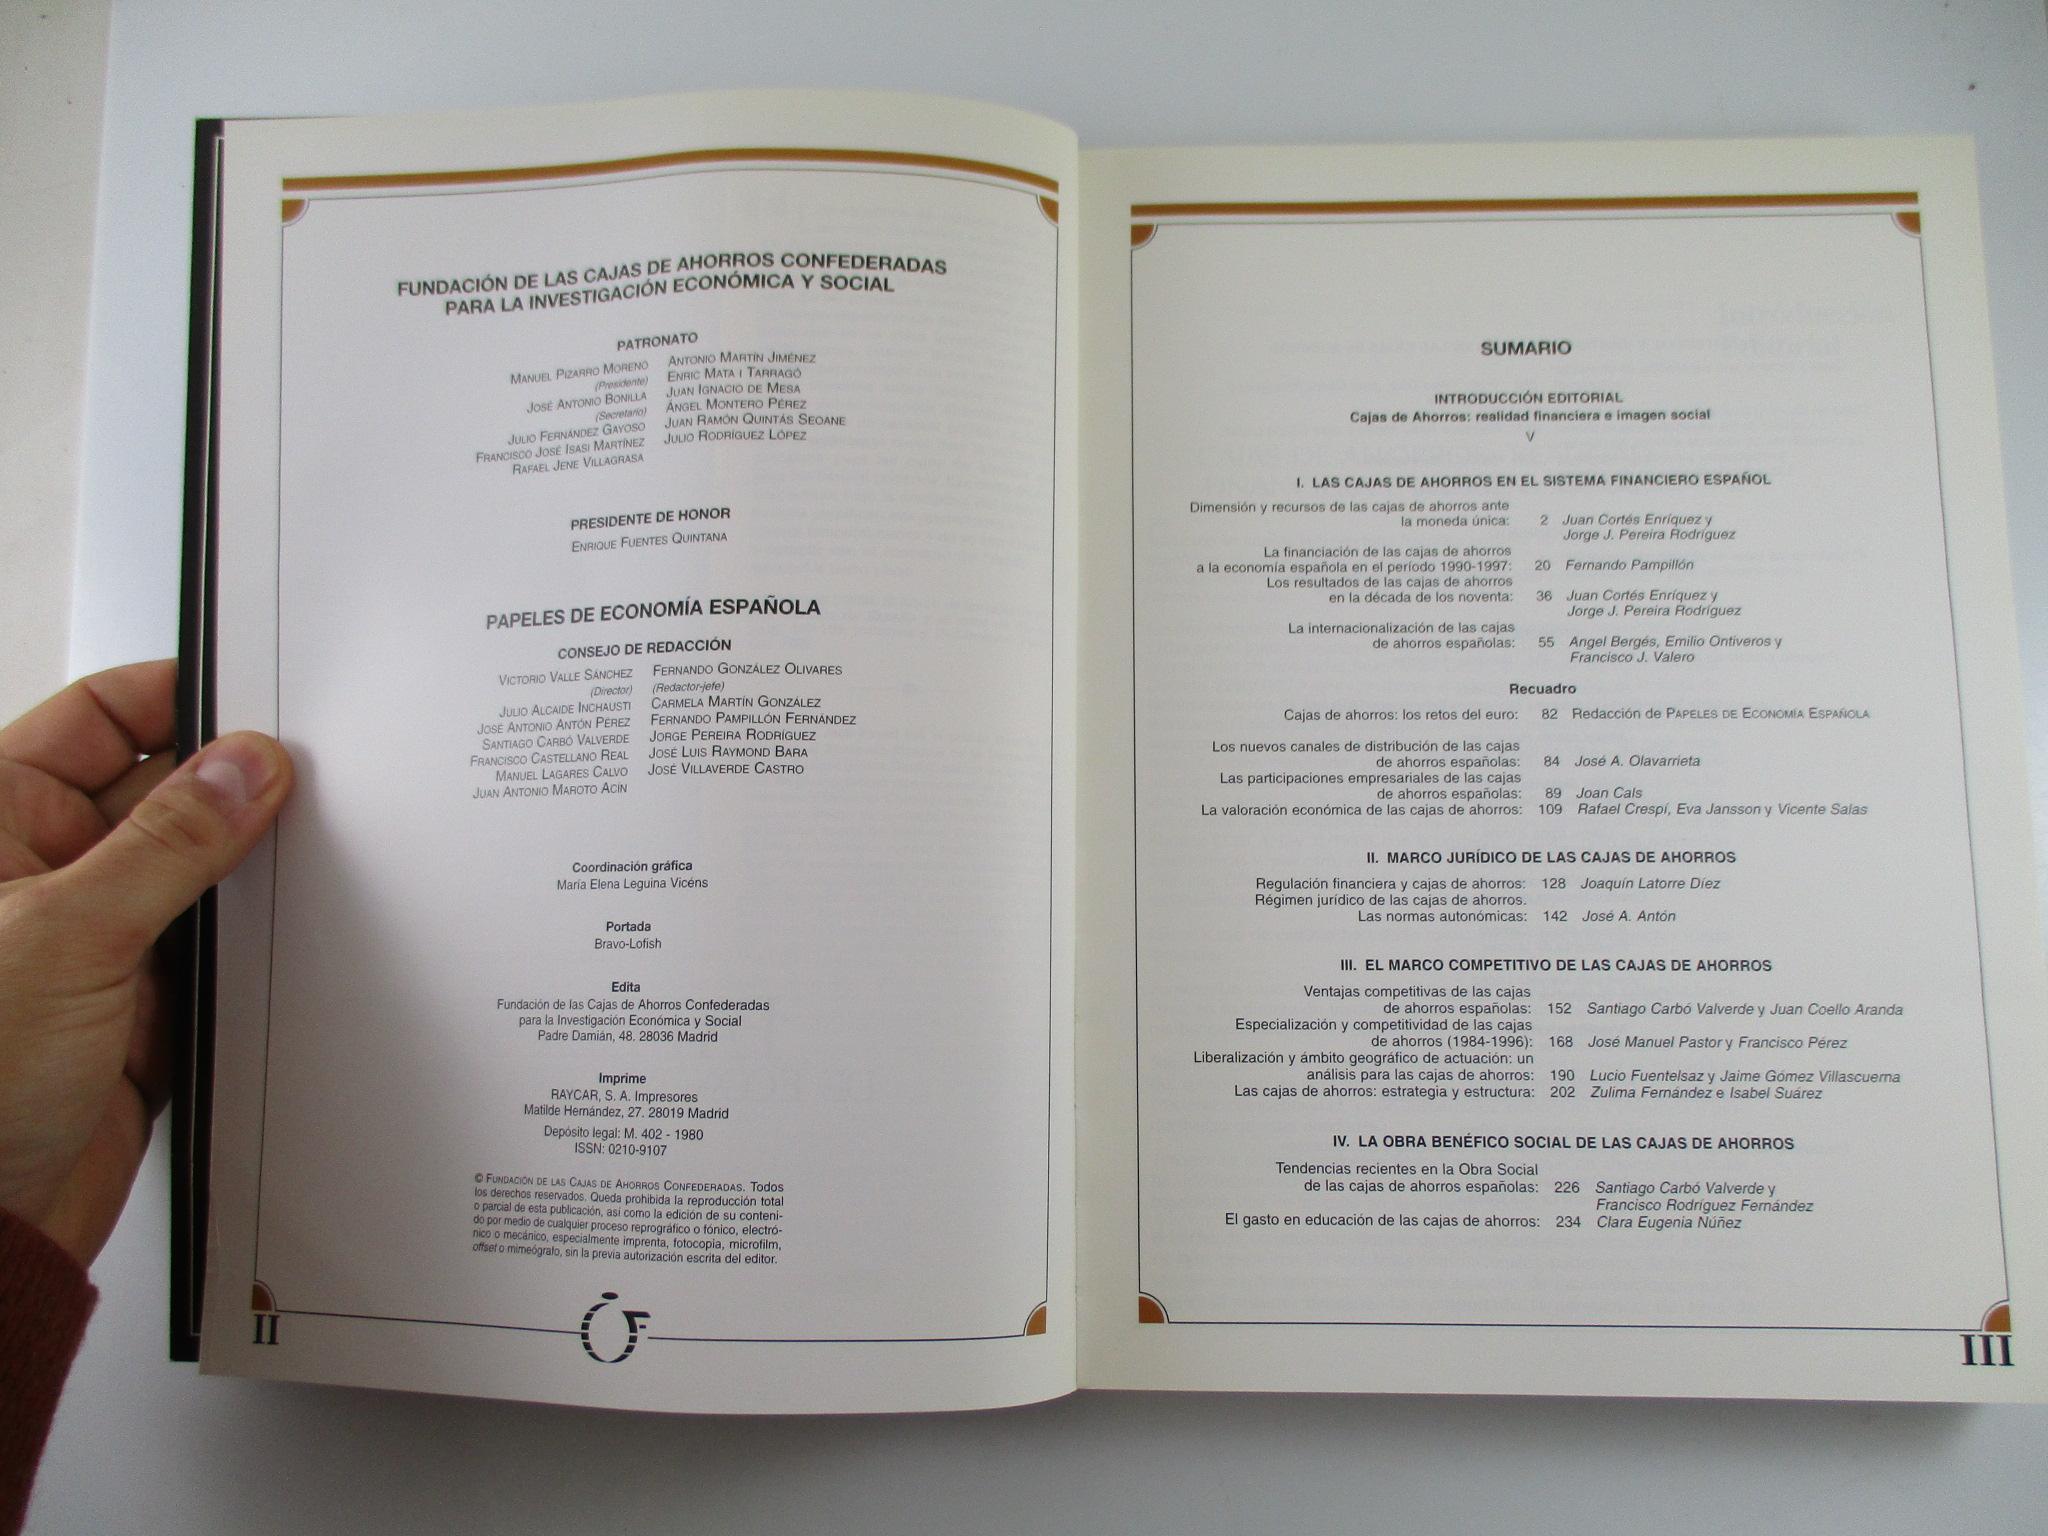 FUNDACIÓN DE LAS CAJAS DE AHORROS CONFEDERADAS
PARA LA INVESTIGACIÓN ECONÓMICA Y SOCIAL
PATRONATO
MANUEL PIZARRO MORENO
(Presidente)
JOSÉ ANTONIO BONILLA
(Secretario)
JULIO FERNÁNDEZ GAYOSO
FRANCISCO JOSÉ ISASI MARTÍNEZ
RAFAEL JENE VILLAGRASA
ANTONIO MARTÍN JIMÉNEZ
ENRIC MATA I TARRAGÓ
JUAN IGNACIO DE MESA
ÁNGEL MONTERO PÉREZ
JUAN RAMÓN QUINTÁS SEOANE
JULIO RODRÍGUEZ LÓPEZ
PRESIDENTE DE HONOR
ENRIQUE FUENTES QUINTANA
PAPELES DE ECONOMÍA ESPAÑOLA
CONSEJO DE REDACCIÓN
VICTORIO VALLE SÁNCHEZ
(Director)
JULIO ALCAIDE INCHAUSTI
JOSÉ ANTONIO ANTÓN PÉREZ
SANTIAGO CARBÓ VALVERDE
FRANCISCO CASTELLANO REAL
MANUEL LAGARES CALVO
JUAN ANTONIO MAROTO ACÍN
FERNANDO GONZÁLEZ OLIVARES
(Redactor-jefe)
CARMELA MARTÍN GONZÁLEZ
FERNANDO PAMPILLÓN FERNÁNDEZ
JORGE PEREIRA RODRÍGUEZ
JOSÉ LUIS RAYMOND BARA
JOSÉ VILLAVERDE CASTRO
Coordinación gráfica
María Elena Leguina Vicéns
Portada
Bravo-Lofish
Edita
Fundación de las Cajas de Ahorros Confederadas
para la Investigación Económica y Social
Padre Damián, 48. 28036 Madrid
Imprime
RAYCAR, S. A. Impresores
Matilde Hernández, 27. 28019 Madrid
Depósito legal: M. 402 - 1980
ISSN: 0210-9107
© FUNDACIÓN DE LAS CAJAS DE AHORROS CONFEDERADAS. Todos
los derechos reservados. Queda prohibida la reproducción total
o parcial de esta publicación, así como la edición de su conteni-
do por medio de cualquier proceso reprográfico o fónico, electró-
nico o mecánico, especialmente imprenta, fotocopia, microfilm,
offset o mimeógrafo, sin la previa autorización escrita del editor.
II
SUMARIO
INTRODUCCIÓN EDITORIAL
Cajas de Ahorros: realidad financiera e imagen social
V
I. LAS CAJAS DE AHORROS EN EL SISTEMA FINANCIERO ESPAÑOL
Dimensión y recursos de las cajas de ahorros ante
la moneda única: 2 Juan Cortés Enríquez y
Jorge J. Pereira Rodríguez
La financiación de las cajas de ahorros
a la economía española en el período 1990-1997: 20 Fernando Pampillón
Los resultados de las cajas de ahorros
en la década de los noventa: 36 Juan Cortés Enríquez y
Jorge J. Pereira Rodríguez
La internacionalización de las cajas
de ahorros españolas: 55 Angel Bergés, Emilio Ontiveros y
Francisco J. Valero
Recuadro
Cajas de ahorros: los retos del euro: 82 Redacción de PAPELES DE ECONOMÍA ESPAÑOLA
Los nuevos canales de distribución de las cajas
de ahorros españolas: 84 José A. Olavarrieta
Las participaciones empresariales de las cajas
de ahorros españolas: 89 Joan Cals
La valoración económica de las cajas de ahorros: 109 Rafael Crespí, Eva Jansson y Vicente Salas
II. MARCO JURÍDICO DE LAS CAJAS DE AHORROS
Regulación financiera y cajas de ahorros: 128 Joaquín Latorre Díez
Régimen jurídico de las cajas de ahorros.
Las normas autonómicas: 142 José A. Antón
III. EL MARCO COMPETITIVO DE LAS CAJAS DE AHORROS
Ventajas competitivas de las cajas
de ahorros españolas: 152 Santiago Carbó Valverde y Juan Coello Aranda
Especialización y competitividad de las cajas
de ahorros (1984-1996): 168 José Manuel Pastor y Francisco Pérez
Liberalización y ámbito geográfico de actuación: un
análisis para las cajas de ahorros: 190 Lucio Fuentelsaz y Jaime Gómez Villascuerna
Las cajas de ahorros: estrategia y estructura: 202 Zulima Fernández e Isabel Suárez
IV. LA OBRA BENÉFICO SOCIAL DE LAS CAJAS DE AHORROS
Tendencias recientes en la Obra Social
de las cajas de ahorros españolas: 226 Santiago Carbó Valverde y
Francisco Rodríguez Fernández
El gasto en educación de las cajas de ahorros: 234 Clara Eugenia Núñez
III